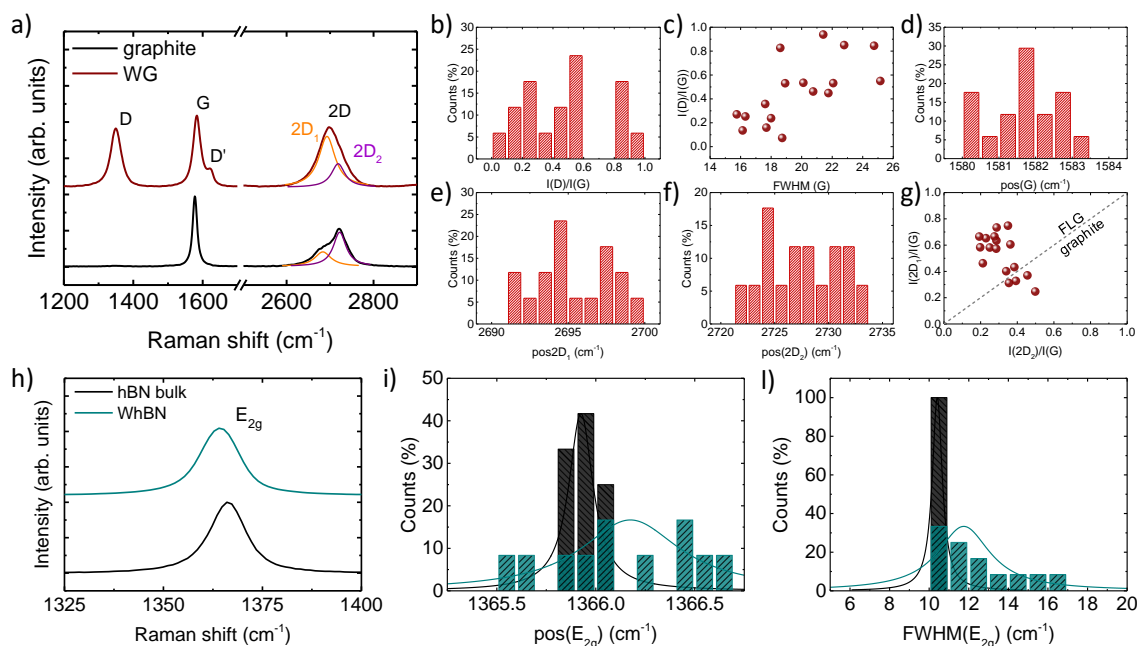 a)
graphite
WG
D
G
D'
2D
2D₁
2D₂
Intensity (arb. units)
1200 1400 1600 2600 2800
Raman shift (cm⁻¹)
b)
Counts (%)
25
20
15
10
5
0
0.0 0.2 0.4 0.6 0.8 1.0
I(D)/I(G)
c)
I(D)/I(G))
1.0
0.8
0.6
0.4
0.2
0.0
14 16 18 20 22 24 26
FWHM (G)
d)
Counts (%)
35
30
25
20
15
10
5
0
1580 1581 1582 1583 1584
pos(G) (cm⁻¹)
e)
Counts (%)
30
25
20
15
10
5
0
2691 2695 2700
pos2D₁ (cm⁻¹)
f)
Counts (%)
20
15
10
5
0
2720 2725 2730 2735
pos(2D₂) (cm⁻¹)
g)
I(2D₁)/I(G)
1.0
0.8
0.6
0.4
0.2
0.0
0.0 0.2 0.4 0.6 0.8 1.0
I(2D₂)/I(G)
FLG
graphite
h)
hBN bulk
WhBN
E₂g
Intensity (arb. units)
1325 1350 1375 1400
Raman shift (cm⁻¹)
i)
Counts (%)
50
40
30
20
10
0
1365.5 1366.0 1366.5
pos(E₂g) (cm⁻¹)
l)
Counts (%)
100
80
60
40
20
0
6 8 10 12 14 16 18 20
FWHM(E₂g) (cm⁻¹)